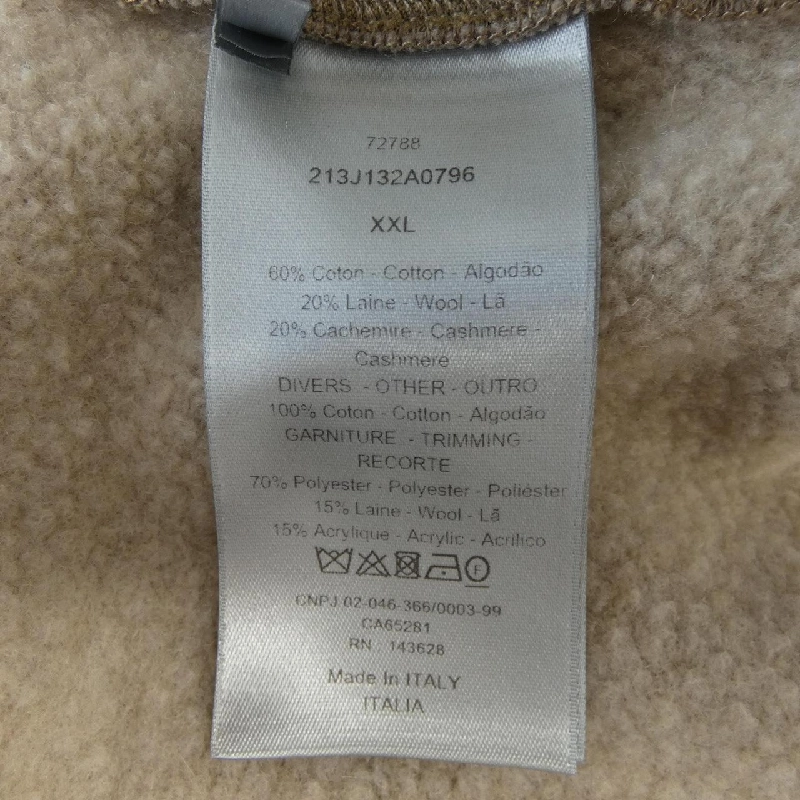 72788
213J132A0796
XXL
60% Coton - Cotton - Algodão
20% Laine - Wool - Lã
20% Cachemire - Cashmere -
Cashmere
DIVERS - OTHER - OUTRO
100% Coton - Cotton - Algodão
GARNITURE - TRIMMING -
RECORTE
70% Polyester - Polyester - Poliéster
15% Laine - Wool - Lã
15% Acrylique - Acrylic - Acrílico
F
CNPJ 02-046-366/0003-99
CA65281
RN : 143628
Made In ITALY
ITALIA